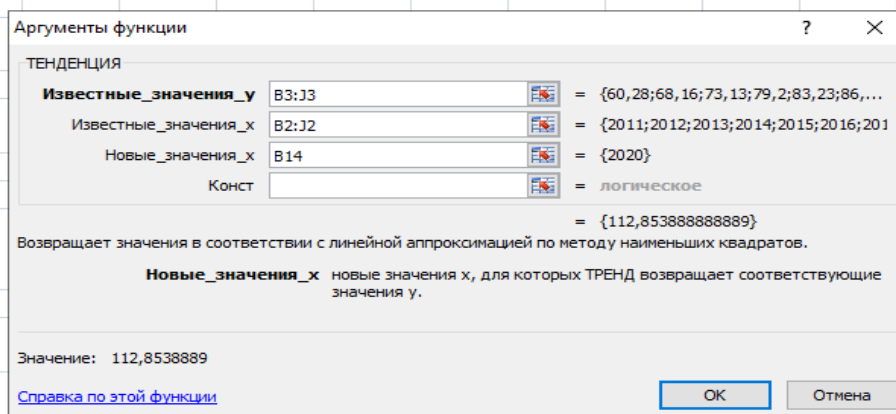 Аргументы функции ? ×
ТЕНДЕНЦИЯ
Известные_значения_y B3:J3 = {60,28;68,16;73,13;79,2;83,23;86,...
Известные_значения_x B2:J2 = {2011;2012;2013;2014;2015;2016;201
Новые_значения_x B14 = {2020}
Конст = логическое
= {112,853888888889}
Возвращает значения в соответствии с линейной аппроксимацией по методу наименьших квадратов.
Новые_значения_x новые значения x, для которых ТРЕНД возвращает соответствующие
значения y.
Значение: 112,8538889
Справка по этой функции
ОК Отмена